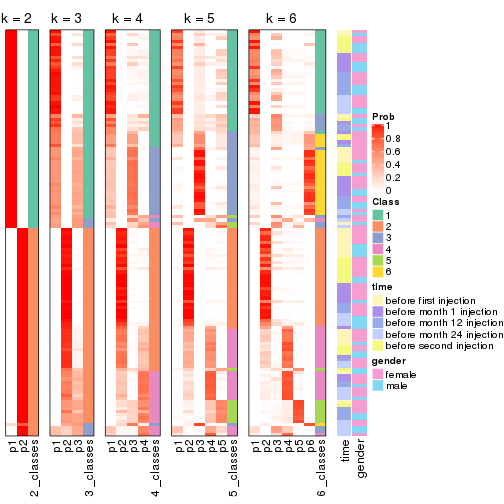 k = 2
k = 3
k = 4
k = 5
k = 6
p1
p2
2_classes
p1
p2
p3
3_classes
p1
p2
p3
p4
4_classes
p1
p2
p3
p4
p5
5_classes
p1
p2
p3
p4
p5
p6
6_classes
time
gender
Prob
1
0.8
0.6
0.4
0.2
0
Class
1
2
3
4
5
6
time
before first injection
before month 1 injection
before month 12 injection
before month 24 injection
before second injection
gender
female
male